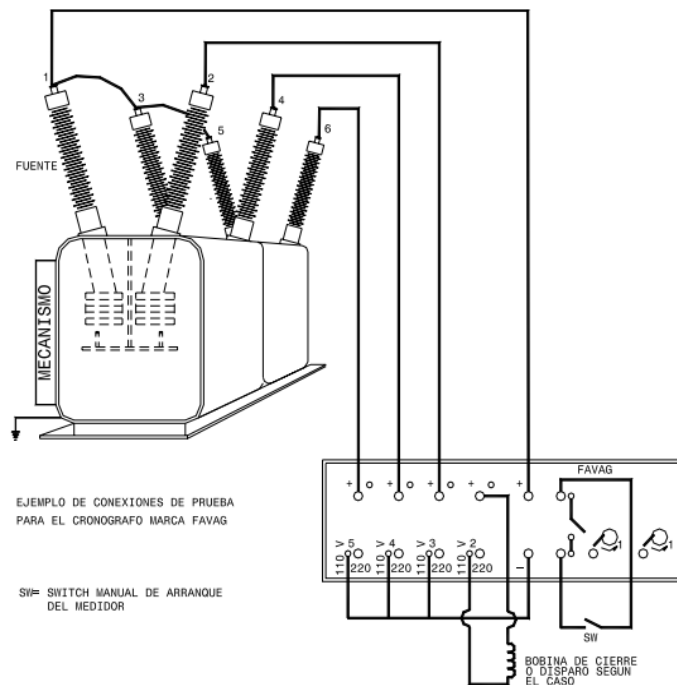 1
2
3
4
5
6
FUENTE
MECANISMO
FAVAG
+
+ o
+ o
+ o
+ o
+
EJEMPLO DE CONEXIONES DE PRUEBA
PARA EL CRONOGRAFO MARCA FAVAG
110 V 5 220
110 V 4 220
110 V 3 220
110 V 2 220
-
1
1
SW= SWITCH MANUAL DE ARRANQUE
DEL MEDIDOR
SW
BOBINA DE CIERRE
O DISPARO SEGUN
EL CASO